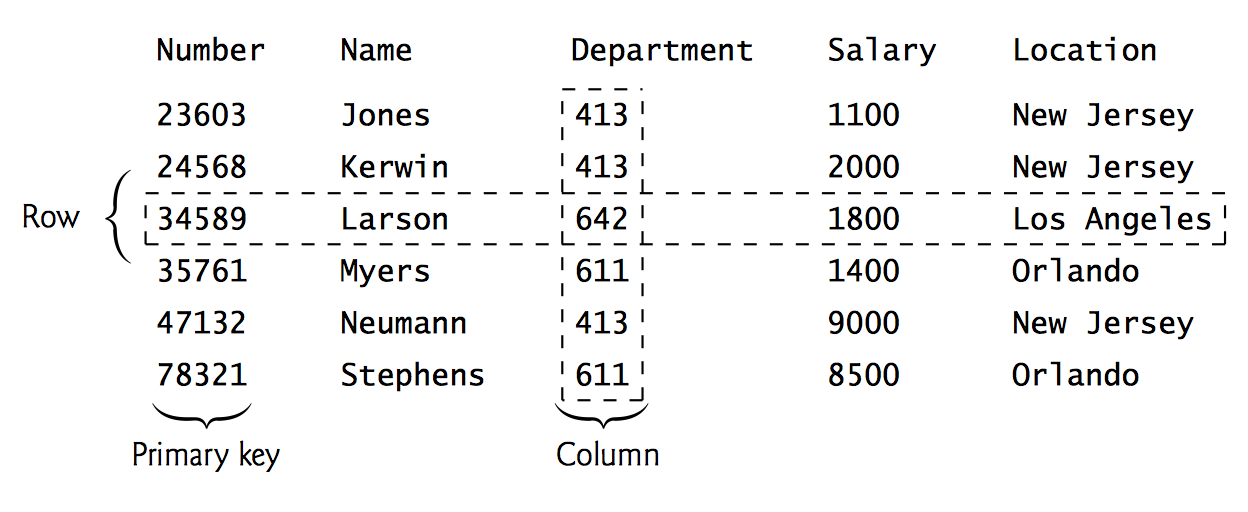 Number Name Department Salary Location
23603 Jones 413 1100 New Jersey
24568 Kerwin 413 2000 New Jersey
Row 34589 Larson 642 1800 Los Angeles
35761 Myers 611 1400 Orlando
47132 Neumann 413 9000 New Jersey
78321 Stephens 611 8500 Orlando
Primary key Column